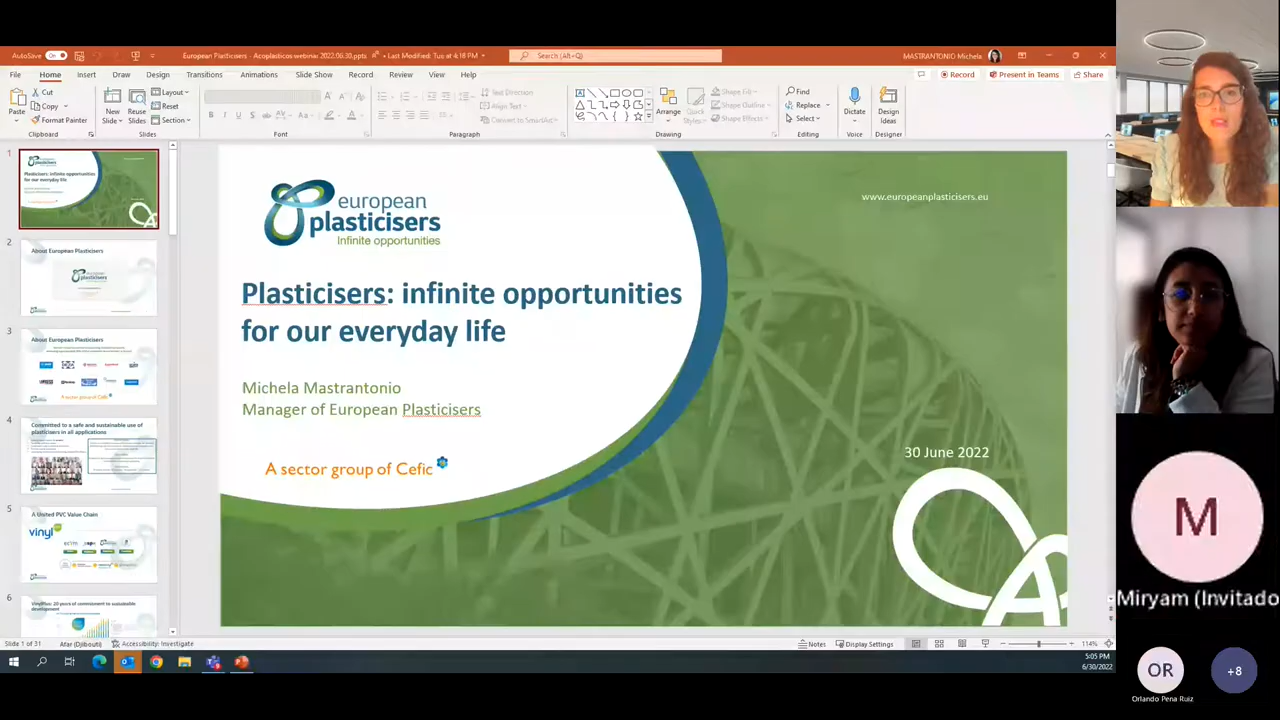 AutoSave
On
European Plasticisers - Acoplasticos webinar 2022.06.30.pptx
• Last Modified: Tue at 4:18 PM
Search (Alt+Q)
MASTRANTONIO Michela
File
Home
Insert
Draw
Design
Transitions
Animations
Slide Show
Record
Review
View
Help
Record
Present in Teams
Share
Paste
Cut
Copy
Format Painter
Clipboard
New
Slide
Reuse
Slides
Layout
Reset
Section
Slides
Font
Text Direction
Align Text
Convert to SmartArt
Paragraph
Arrange
Quick
Styles
Shape Fill
Shape Outline
Shape Effects
Drawing
Find
Replace
Select
Editing
Dictate
Voice
Design
Ideas
Designer
1
Plasticisers: infinite opportunities
for our everyday life
2
About European Plasticisers
3
About European Plasticisers
A sector group of Cefic
4
Committed to a safe and sustainable use of
plasticisers in all applications
5
A United PVC Value Chain
vinyl
6
VinylPlus: 20 years of commitment to sustainable
development
european
plasticisers
Infinite opportunities
www.europeanplasticisers.eu
Plasticisers: infinite opportunities
for our everyday life
Michela Mastrantonio
Manager of European Plasticisers
A sector group of Cefic
30 June 2022
Slide 1 of 31
Afar (Djibouti)
Accessibility: Investigate
Notes
Display Settings
114%
5:05 PM
6/30/2022
M
Miryam (Invitado
OR
Orlando Pena Ruiz
+8